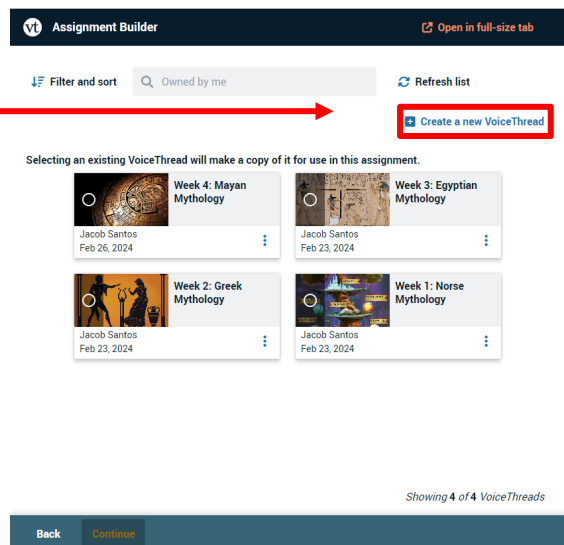 vt Assignment Builder Open in full-size tab
Filter and sort Owned by me Refresh list
Create a new VoiceThread
Selecting an existing VoiceThread will make a copy of it for use in this assignment.
Week 4: Mayan
Mythology
Jacob Santos
Feb 26, 2024
Week 3: Egyptian
Mythology
Jacob Santos
Feb 23, 2024
Week 2: Greek
Mythology
Jacob Santos
Feb 23, 2024
Week 1: Norse
Mythology
Jacob Santos
Feb 23, 2024
Showing 4 of 4 VoiceThreads
Back Continue